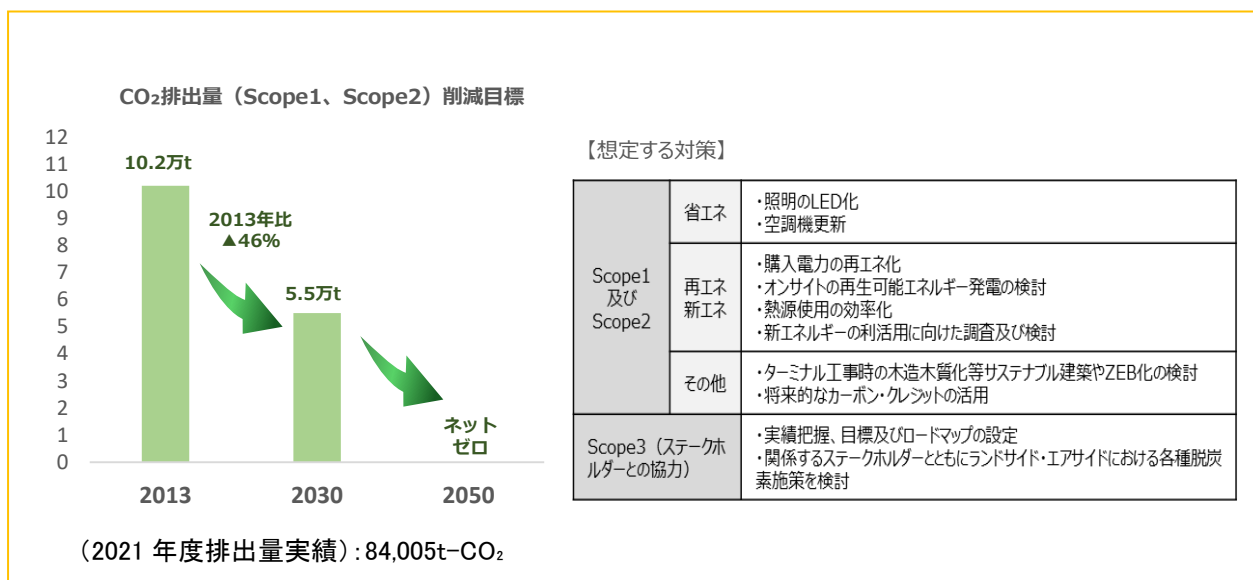 CO₂排出量（Scope1、Scope2）削減目標
12
11
10
9
8
7
6
5
4
3
2
1
0
10.2万t
2013年比
▲46%
5.5万t
ネット
ゼロ
2013
2030
2050
（2021 年度排出量実績）：84,005t-CO₂
【想定する対策】
Scope1
及び
Scope2
省エネ
・照明のLED化
・空調機更新
再エネ
新エネ
・購入電力の再エネ化
・オンサイトの再生可能エネルギー発電の検討
・熱源使用の効率化
・新エネルギーの利活用に向けた調査及び検討
その他
・ターミナル工事時の木造木質化等サステナブル建築やZEB化の検討
・将来的なカーボン・クレジットの活用
Scope3（ステークホ
ルダーとの協力）
・実績把握、目標及びロードマップの設定
・関係するステークホルダーとともにランドサイド・エアサイドにおける各種脱炭
素施策を検討